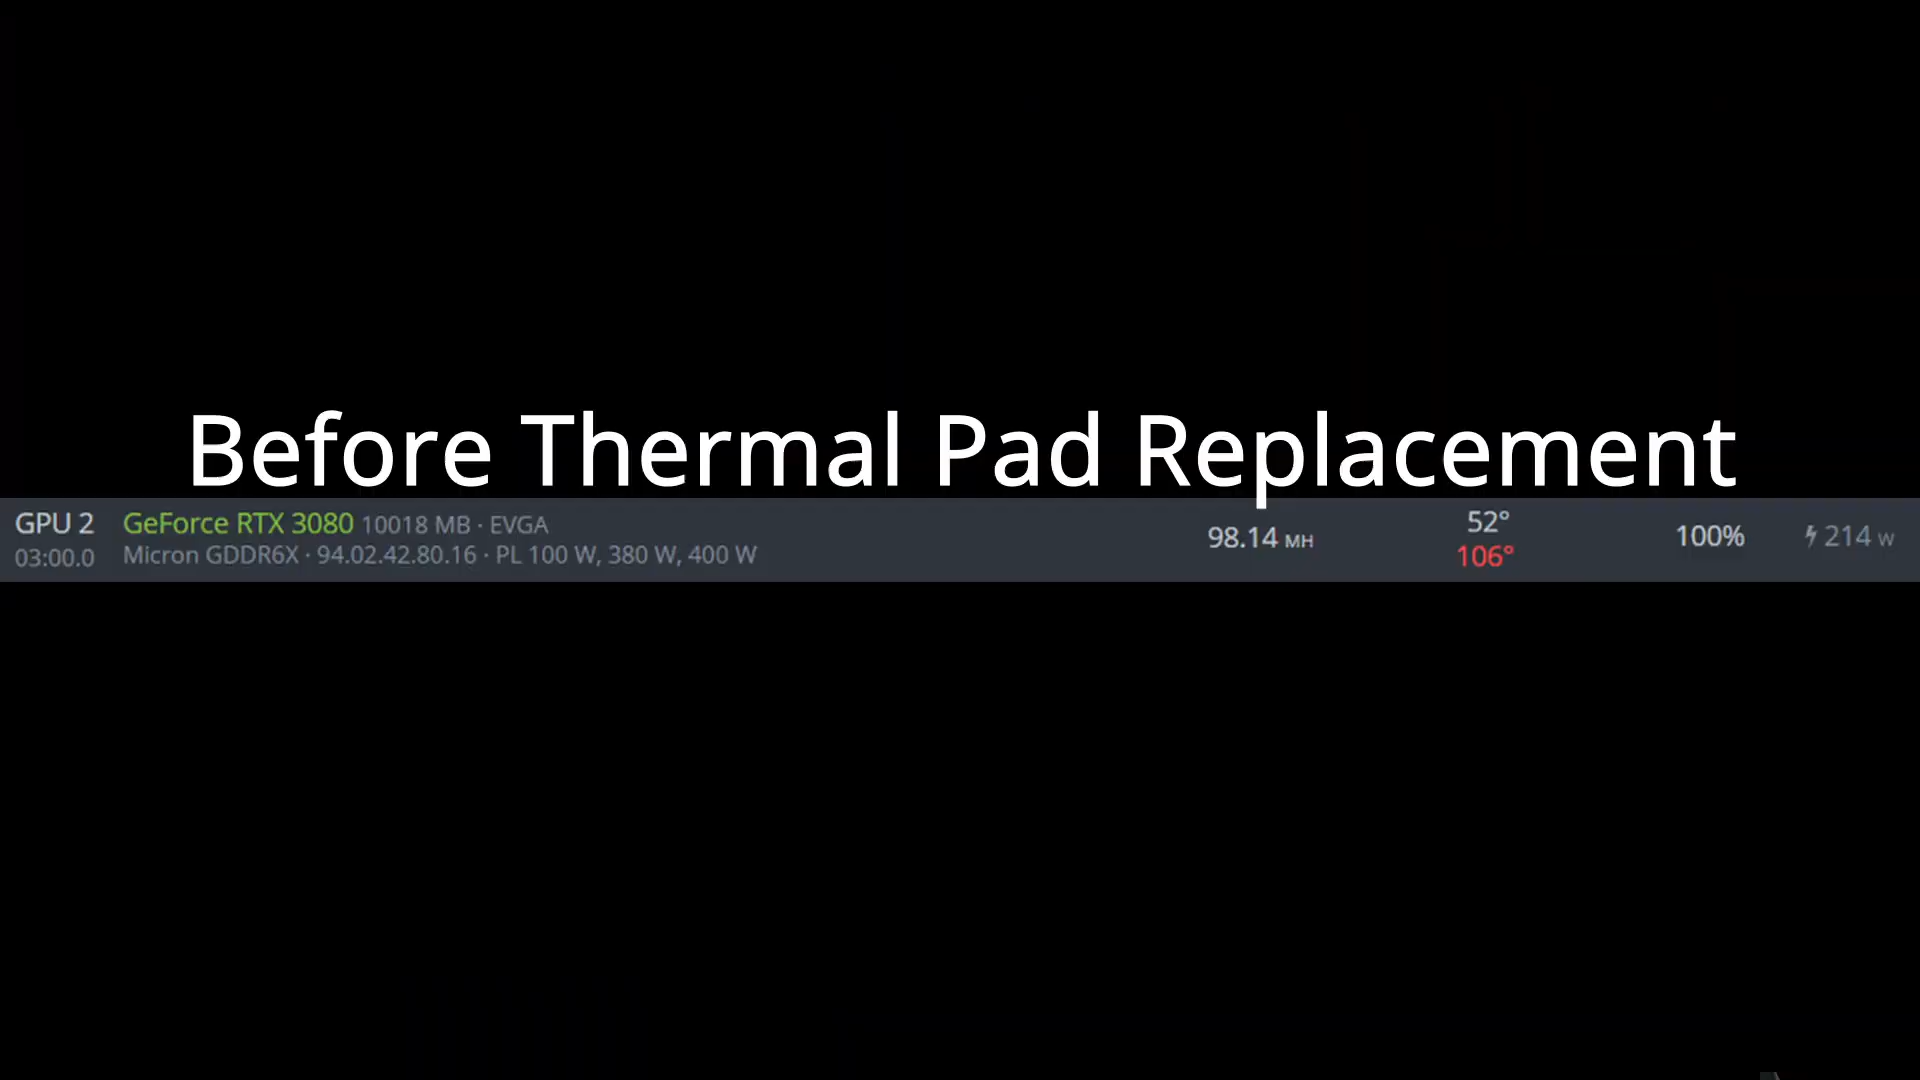 Before Thermal Pad Replacement
GPU 2 GeForce RTX 3080 10018 MB · EVGA 98.14 MH 52° 100% 214 W
03:00.0 Micron GDDR6X · 94.02.42.80.16 · PL 100 W, 380 W, 400 W 106°